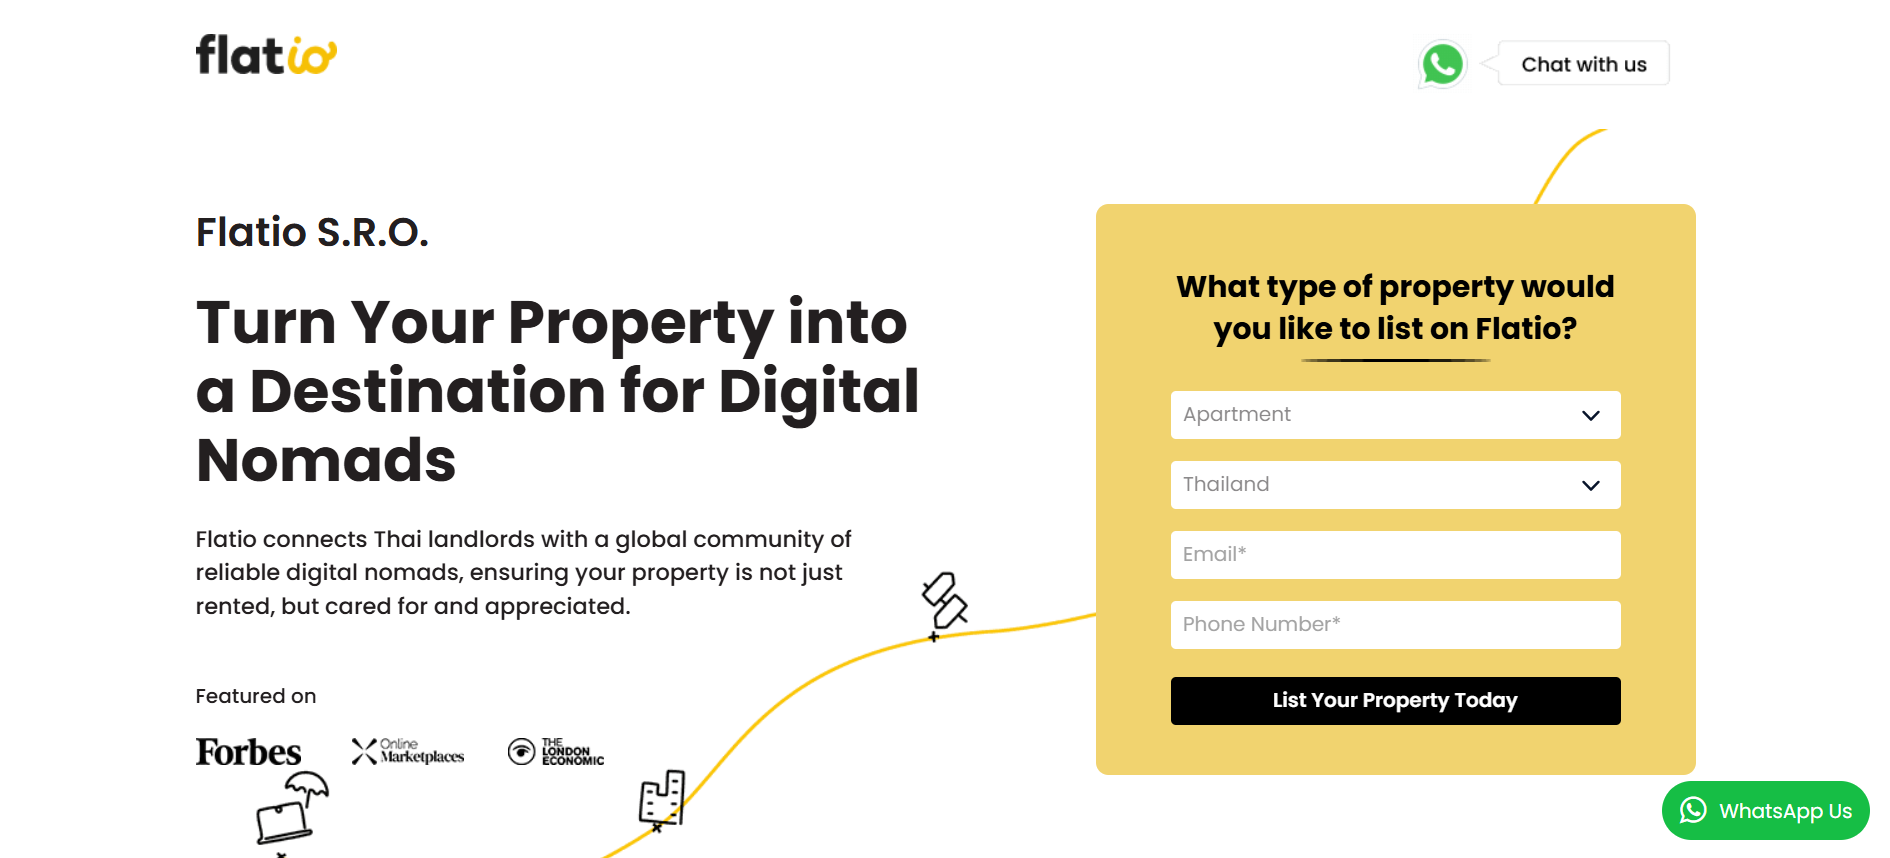 flatio
Chat with us
Flatio S.R.O.
Turn Your Property into
a Destination for Digital
Nomads
Flatio connects Thai landlords with a global community of
reliable digital nomads, ensuring your property is not just
rented, but cared for and appreciated.
Featured on
Forbes
Online
Marketplaces
THE
LONDON
ECONOMIC
What type of property would
you like to list on Flatio?
Apartment
Thailand
Email*
Phone Number*
List Your Property Today
WhatsApp Us